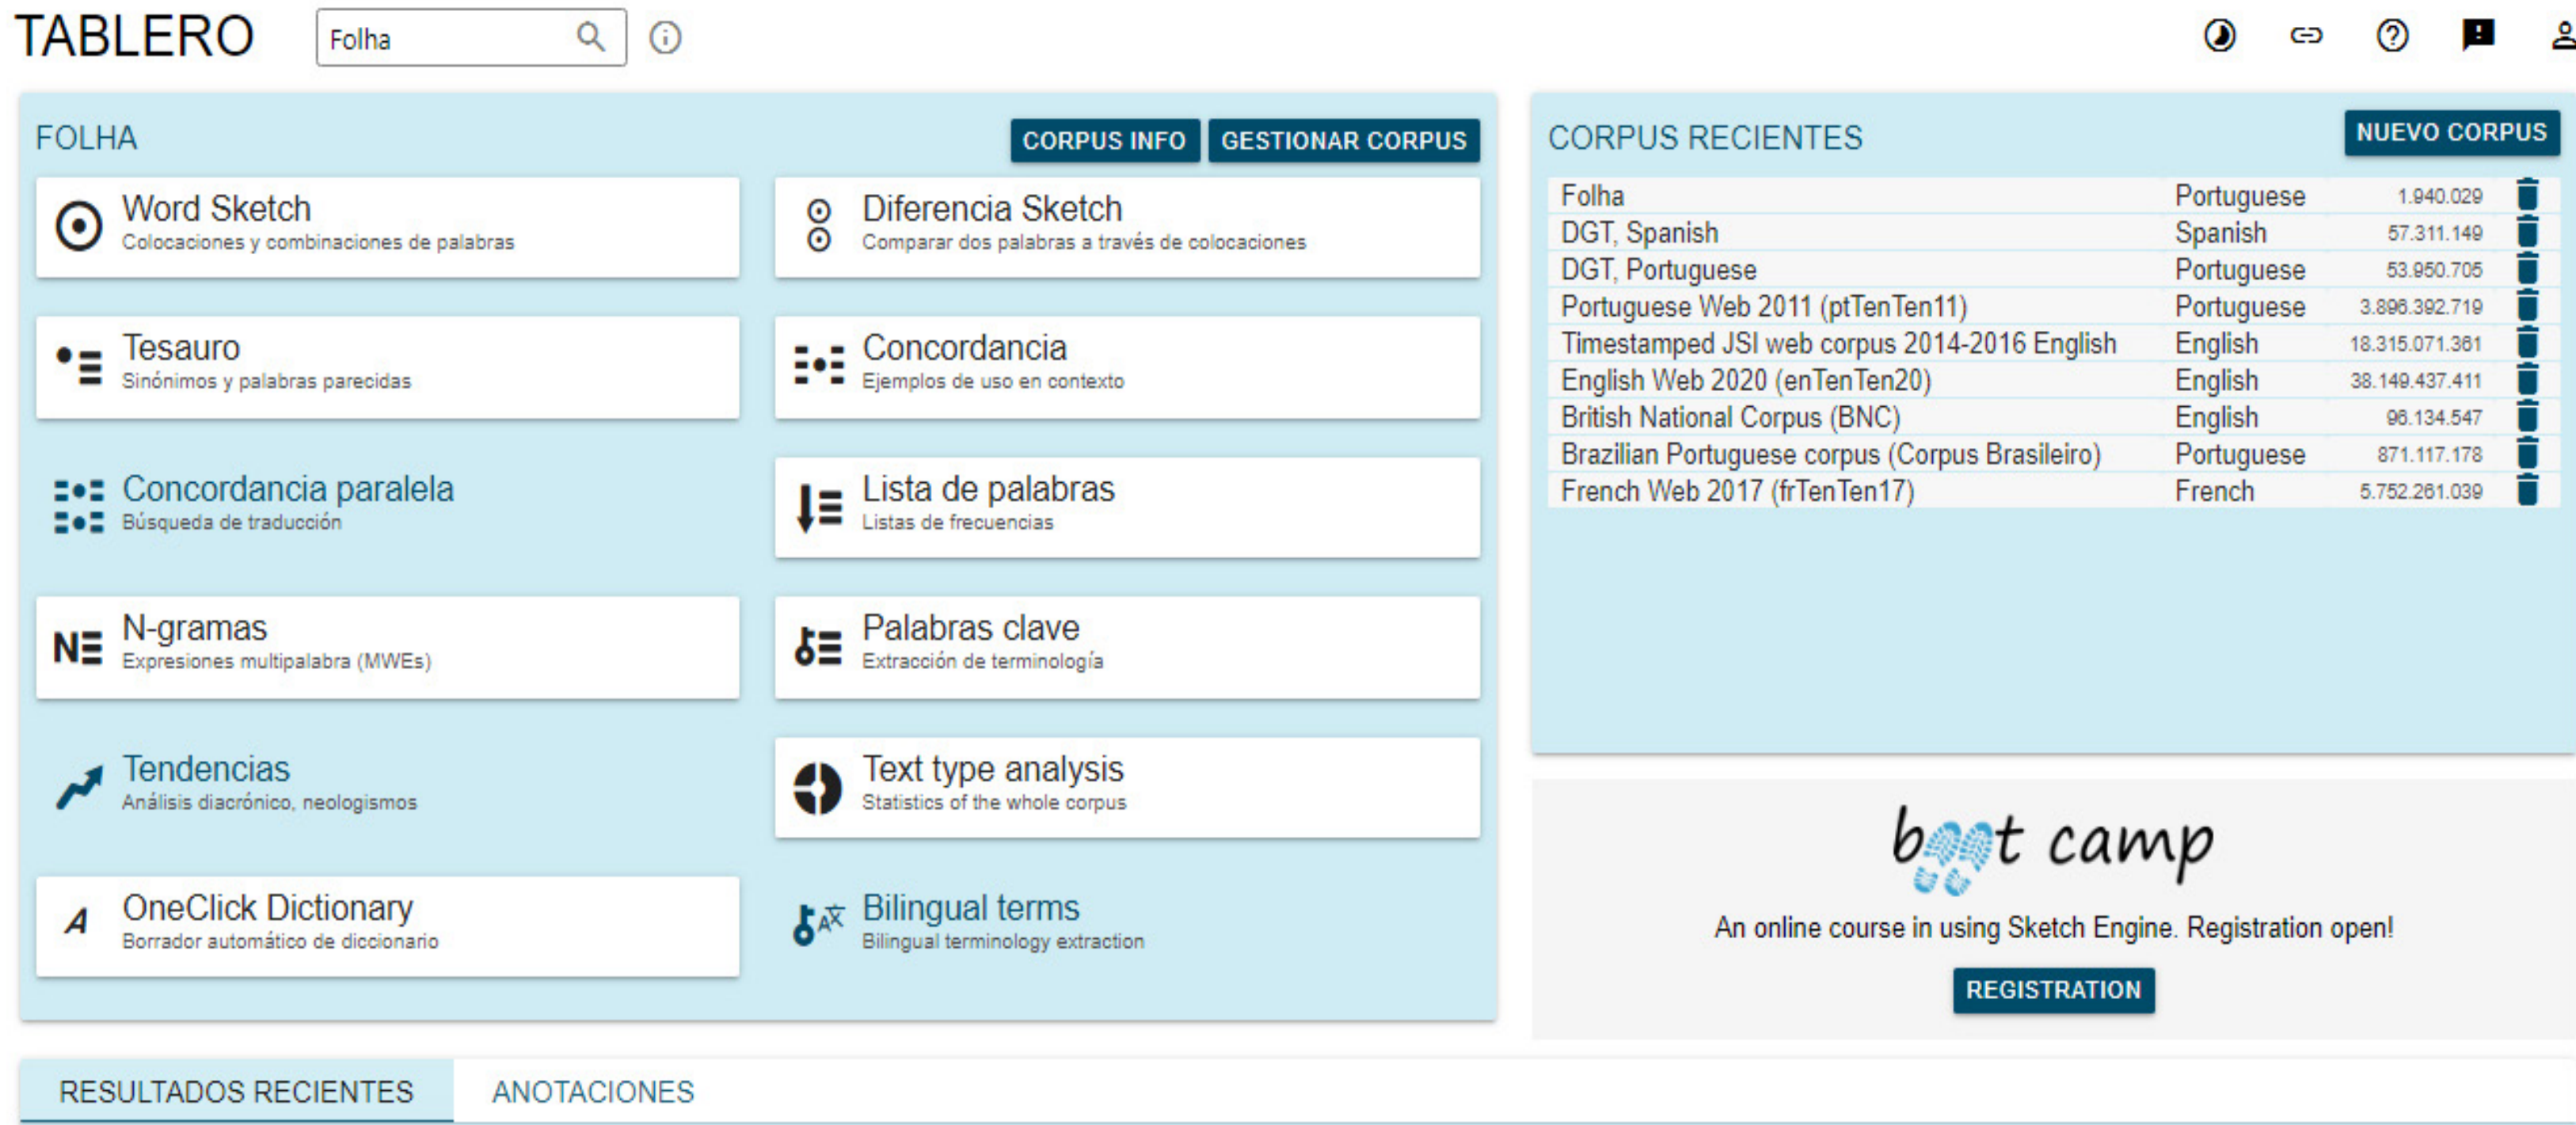 TABLERO
Folha
FOLHA
CORPUS INFO
GESTIONAR CORPUS
Word Sketch
Colocaciones y combinaciones de palabras
Diferencia Sketch
Comparar dos palabras a través de colocaciones
Tesauro
Sinónimos y palabras parecidas
Concordancia
Ejemplos de uso en contexto
Concordancia paralela
Búsqueda de traducción
Lista de palabras
Listas de frecuencias
N-gramas
Expresiones multipalabra (MWEs)
Palabras clave
Extracción de terminología
Tendencias
Análisis diacrónico, neologismos
Text type analysis
Statistics of the whole corpus
OneClick Dictionary
Borrador automático de diccionario
Bilingual terms
Bilingual terminology extraction
CORPUS RECIENTES
NUEVO CORPUS
Folha Portuguese 1.940.029
DGT, Spanish Spanish 57.311.149
DGT, Portuguese Portuguese 53.950.705
Portuguese Web 2011 (ptTenTen11) Portuguese 3.896.392.719
Timestamped JSI web corpus 2014-2016 English English 18.315.071.361
English Web 2020 (enTenTen20) English 38.149.437.411
British National Corpus (BNC) English 96.134.547
Brazilian Portuguese corpus (Corpus Brasileiro) Portuguese 871.117.178
French Web 2017 (frTenTen17) French 5.752.261.039
boot camp
An online course in using Sketch Engine. Registration open!
REGISTRATION
RESULTADOS RECIENTES
ANOTACIONES